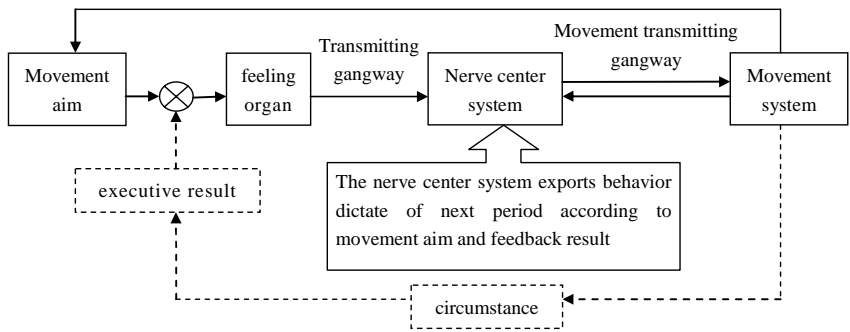 Movement
aim
feeling
organ
Transmitting
gangway
Nerve center
system
Movement transmitting
gangway
Movement
system
executive result
The nerve center system exports behavior
dictate of next period according to
movement aim and feedback result
circumstance